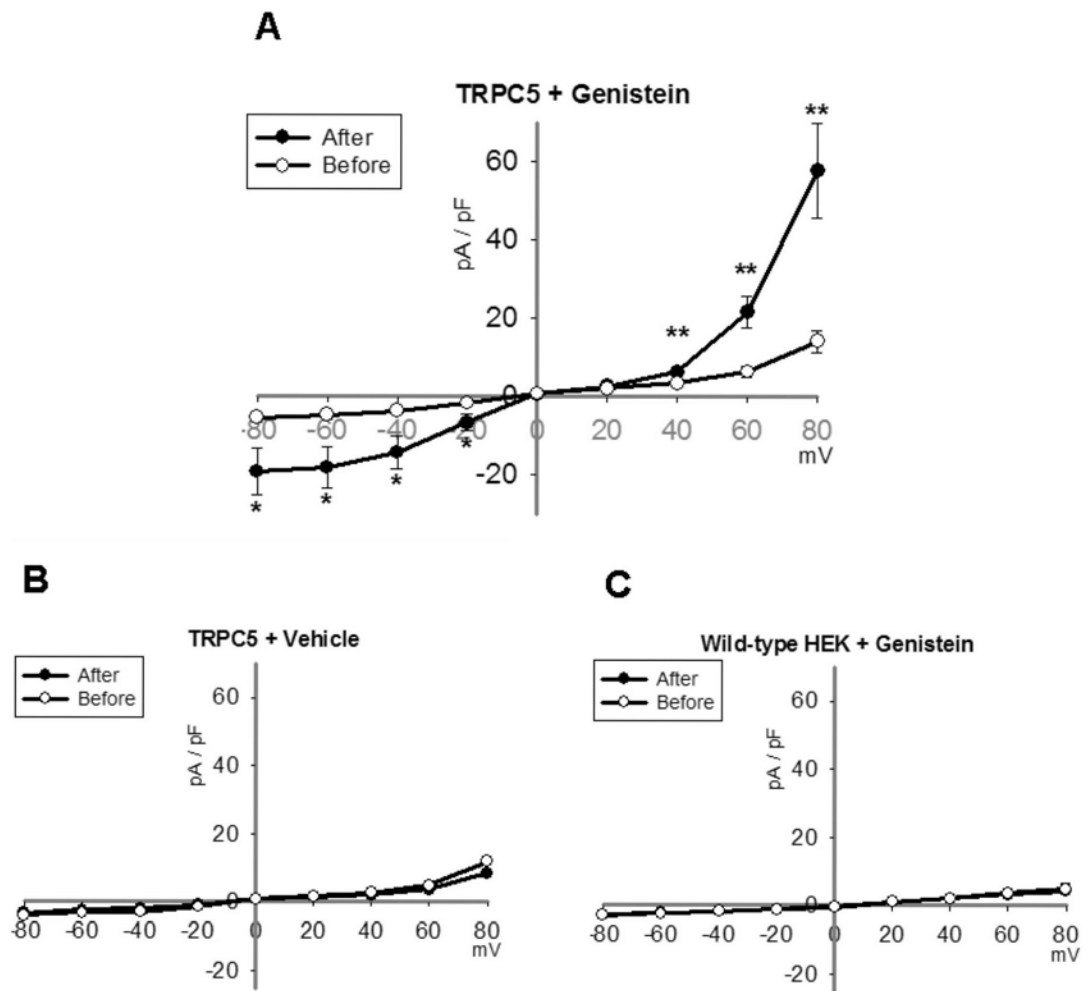 A
TRPC5 + Genistein
After
Before
pA / pF
60
40
20
0
-20
-80 -60 -40 -20 0 20 40 60 80
mV
** ** **
* * * *
B
TRPC5 + Vehicle
After
Before
pA / pF
60
40
20
0
-20
-80 -60 -40 -20 0 20 40 60 80
mV
C
Wild-type HEK + Genistein
After
Before
pA / pF
60
40
20
0
-20
-80 -60 -40 -20 0 20 40 60 80
mV